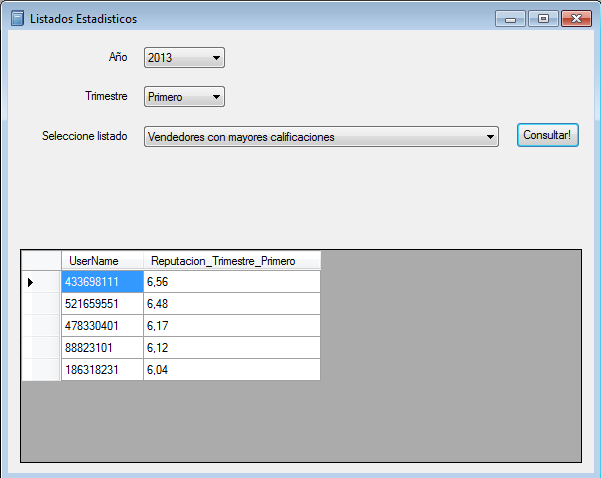 Listados Estadisticos
Año 2013
Trimestre Primero
Seleccione listado Vendedores con mayores calificaciones Consultar!
UserName Reputacion_Trimestre_Primero
433698111 6,56
521659551 6,48
478330401 6,17
88823101 6,12
186318231 6,04